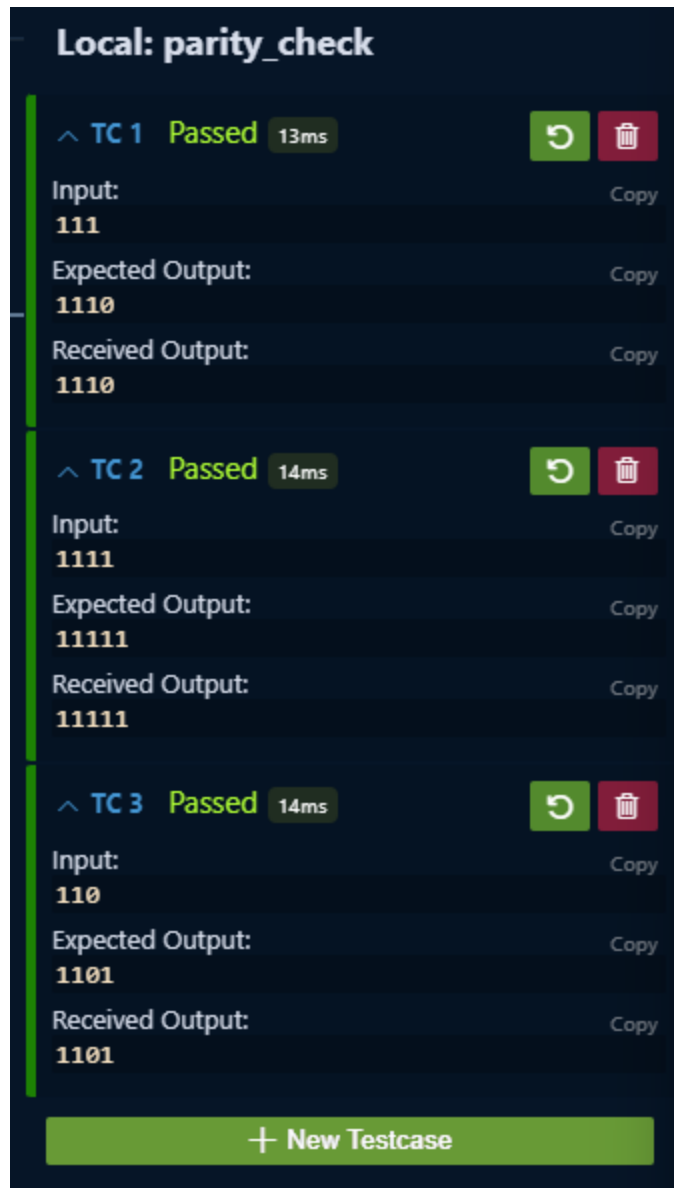 Local: parity_check
TC 1 Passed 13ms
Input:
Copy
111
Expected Output:
Copy
1110
Received Output:
Copy
1110
TC 2 Passed 14ms
Input:
Copy
1111
Expected Output:
Copy
11111
Received Output:
Copy
11111
TC 3 Passed 14ms
Input:
Copy
110
Expected Output:
Copy
1101
Received Output:
Copy
1101
+ New Testcase